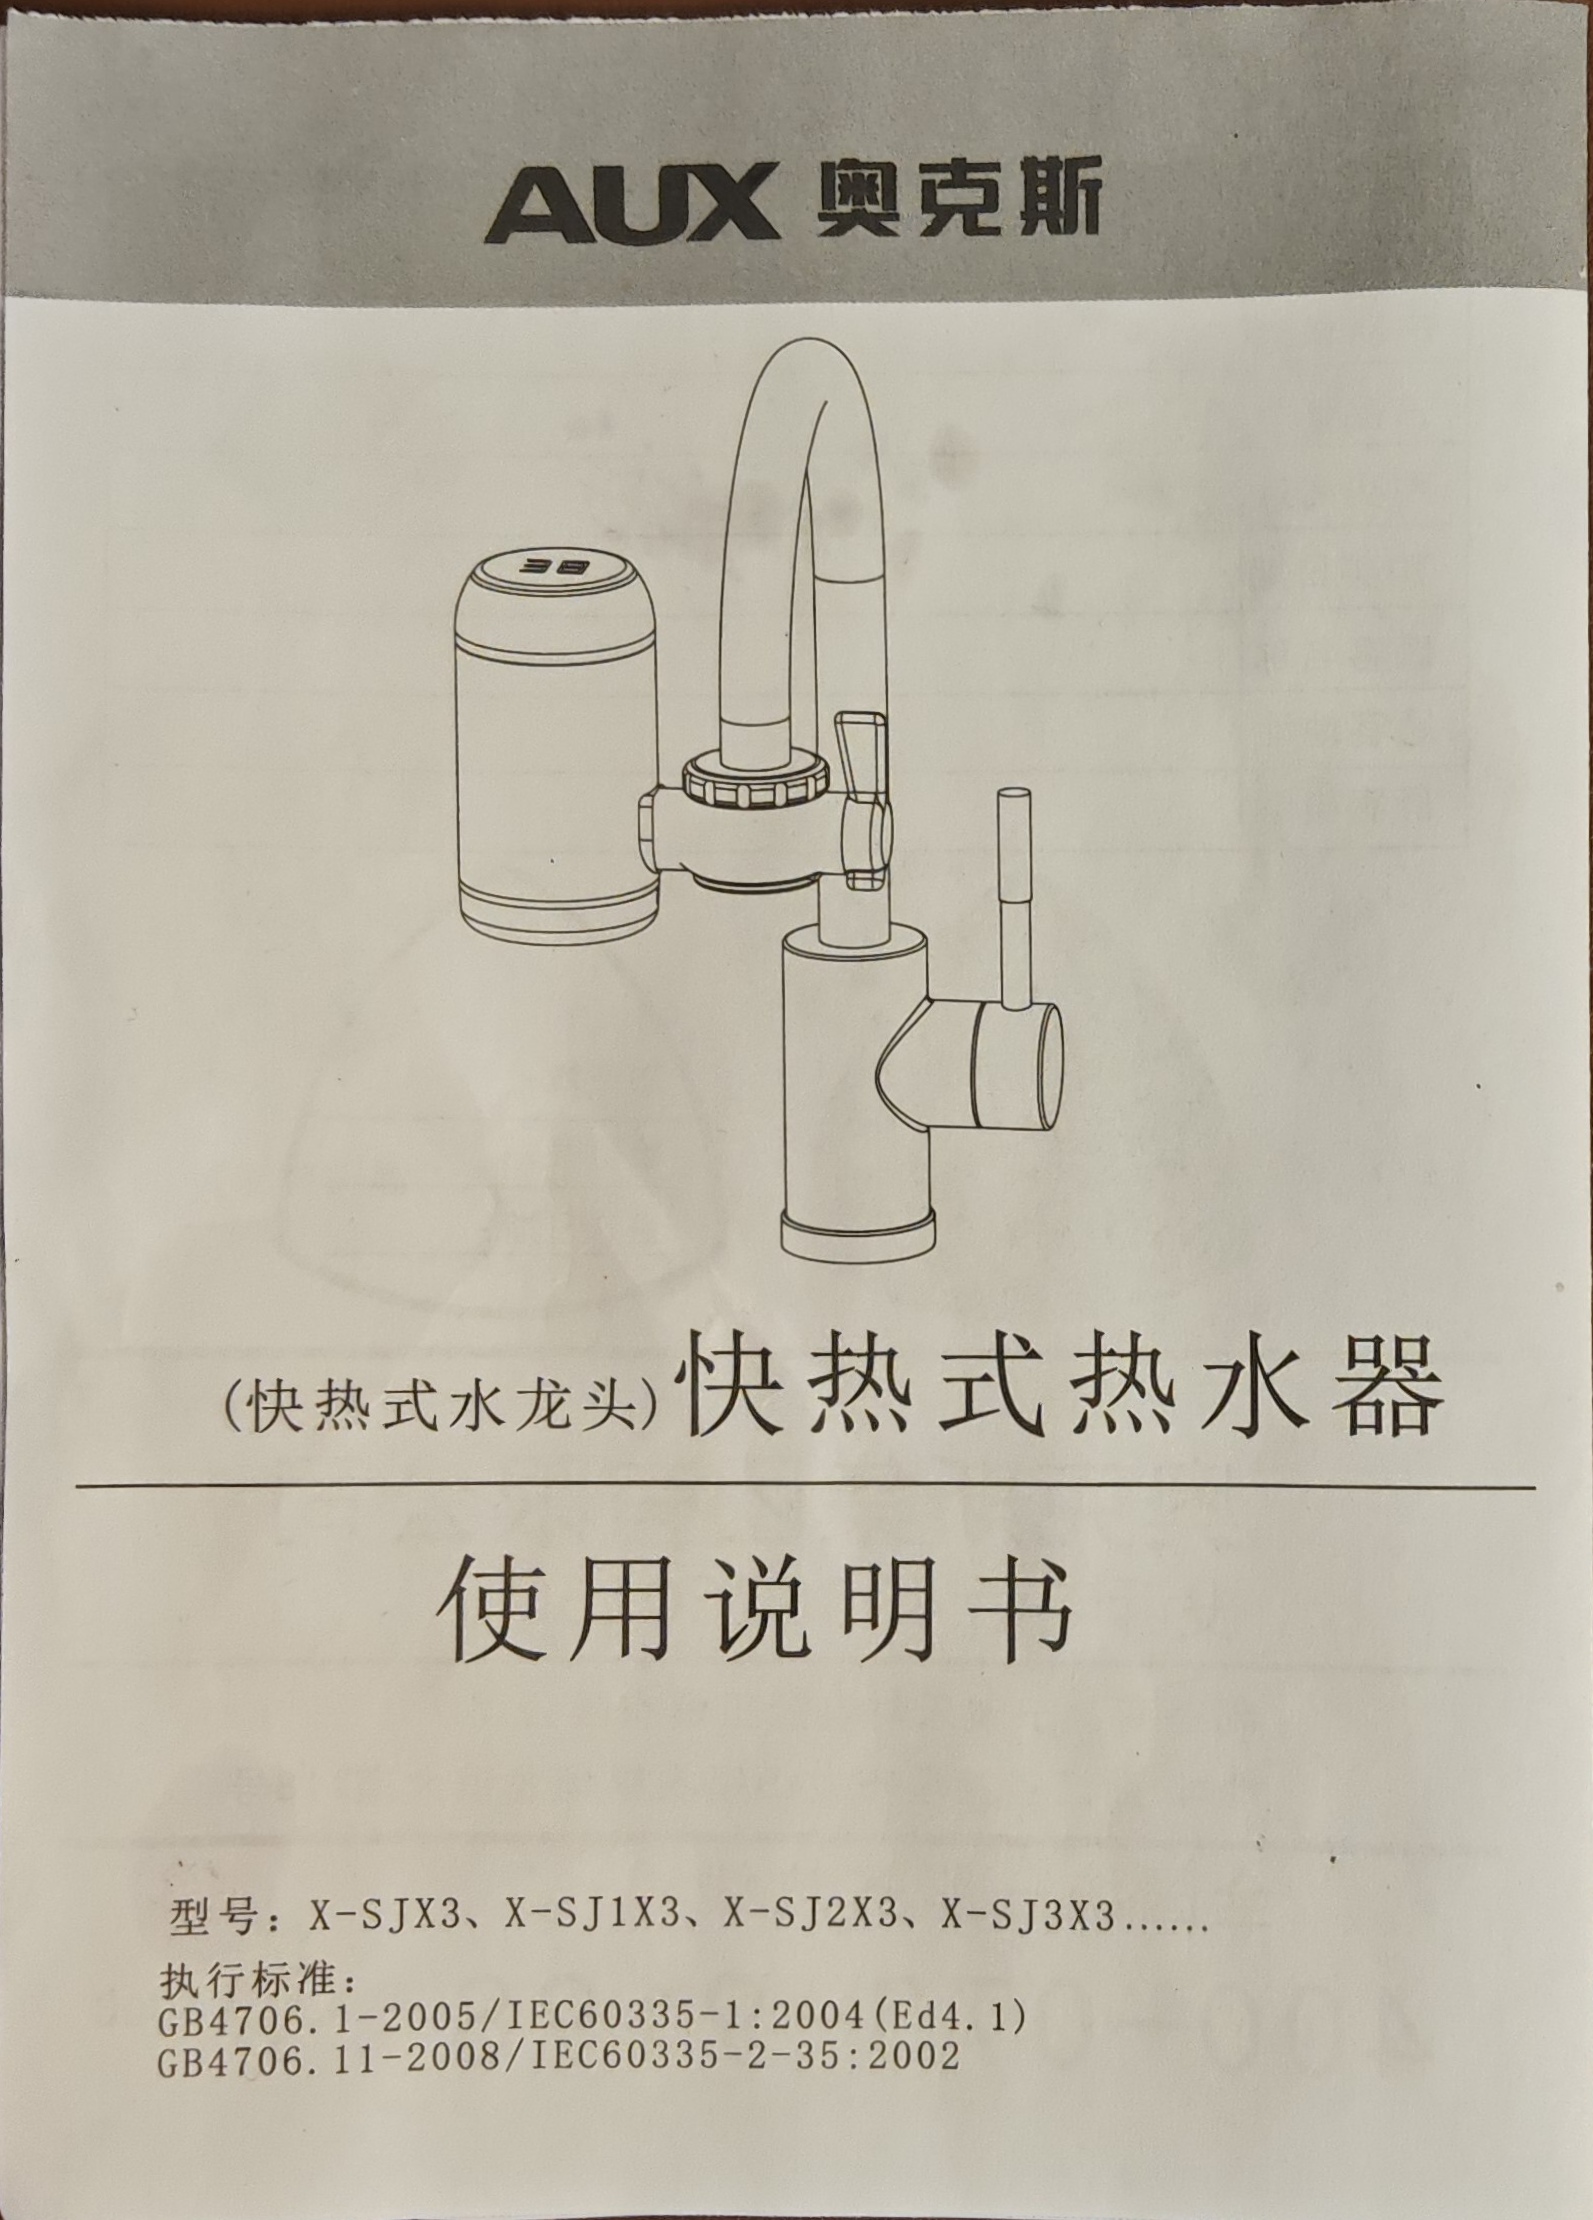 AUX 奥克斯
38
(快热式水龙头)快热式热水器
使用说明书
型号：X-SJX3、X-SJ1X3、X-SJ2X3、X-SJ3X3……
执行标准：
GB4706.1-2005/IEC60335-1:2004(Ed4.1)
GB4706.11-2008/IEC60335-2-35:2002